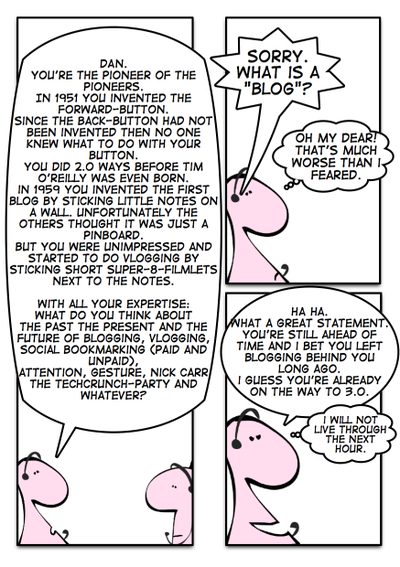 DAN.
YOU'RE THE PIONEER OF THE
PIONEERS.
IN 1951 YOU INVENTED THE
FORWARD-BUTTON.
SINCE THE BACK-BUTTON HAD NOT
BEEN INVENTED THEN NO ONE
KNEW WHAT TO DO WITH YOUR
BUTTON.
YOU DID 2.0 WAYS BEFORE TIM
O'REILLY WAS EVEN BORN.
IN 1959 YOU INVENTED THE FIRST
BLOG BY STICKING LITTLE NOTES ON
A WALL. UNFORTUNATELY THE
OTHERS THOUGHT IT WAS JUST A
PINBOARD.
BUT YOU WERE UNIMPRESSED AND
STARTED TO DO VLOGGING BY
STICKING SHORT SUPER-8-FILMLETS
NEXT TO THE NOTES.
WITH ALL YOUR EXPERTISE:
WHAT DO YOU THINK ABOUT
THE PAST THE PRESENT AND THE
FUTURE OF BLOGGING, VLOGGING,
SOCIAL BOOKMARKING (PAID AND
UNPAID),
ATTENTION, GESTURE, NICK CARR
THE TECHCRUNCH-PARTY AND
WHATEVER?
SORRY.
WHAT IS A
"BLOG"?
OH MY DEAR!
THAT'S MUCH
WORSE THAN I
FEARED.
HA HA.
WHAT A GREAT STATEMENT.
YOU'RE STILL AHEAD OF
TIME AND I BET YOU LEFT
BLOGGING BEHIND YOU
LONG AGO.
I GUESS YOU'RE ALREADY
ON THE WAY TO 3.0.
I WILL NOT
LIVE THROUGH
THE NEXT
HOUR.